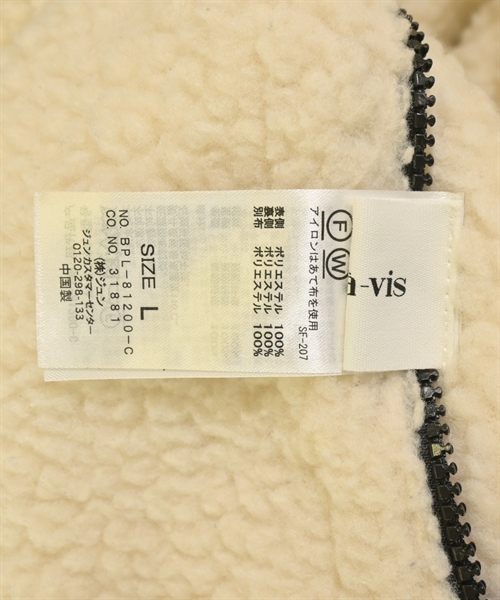 à-vis
Ⓕ Ⓦ
アイロンはあて布を使用
SF-207
表側 ポリエステル 100%
裏側 ポリエステル 100%
別布 ポリエステル 100%
SIZE L
NO. BPL-81200-C
CO. NO. 31881
(株)ジュン
ジュンカスタマーセンター
0120-298-133
中国製